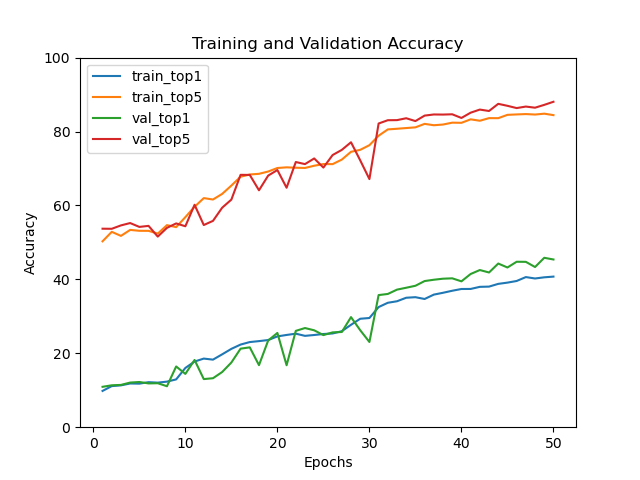 Training and Validation Accuracy
100
80
60
40
20
0
Accuracy
train_top1
train_top5
val_top1
val_top5
0 10 20 30 40 50
Epochs